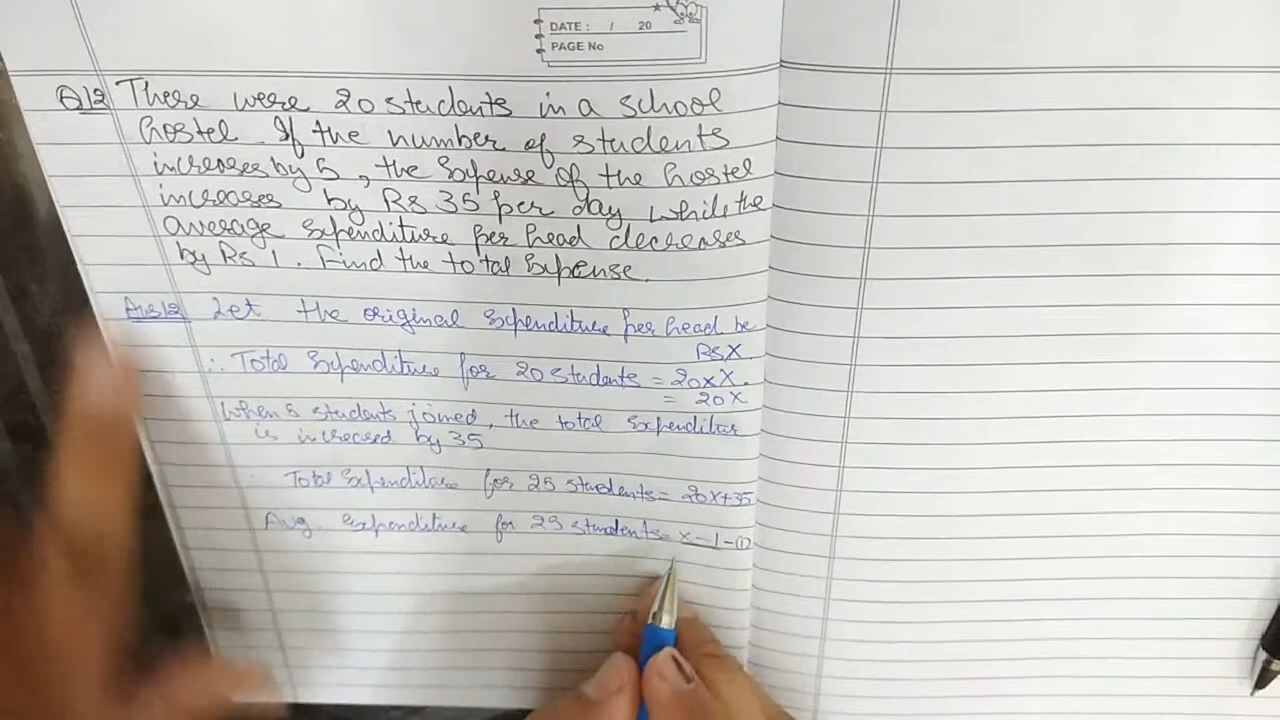 DATE : / 20
PAGE No
Q12 There were 20 students in a school
hostel. If the number of students
increases by 5, the Expense of the hostel
increases by Rs 35 per day while the
average Expenditure per head decreases
by Rs 1. Find the total Expense.
Ans12 Let the original Expenditure per head be
Rs X
∴ Total Expenditure for 20 students = 20xX.
= 20X
When 5 students joined, the total Expenditure
is increased by 35
Total Expenditure for 25 students = 20X+35
Avg. Expenditure for 25 students = X-1-①